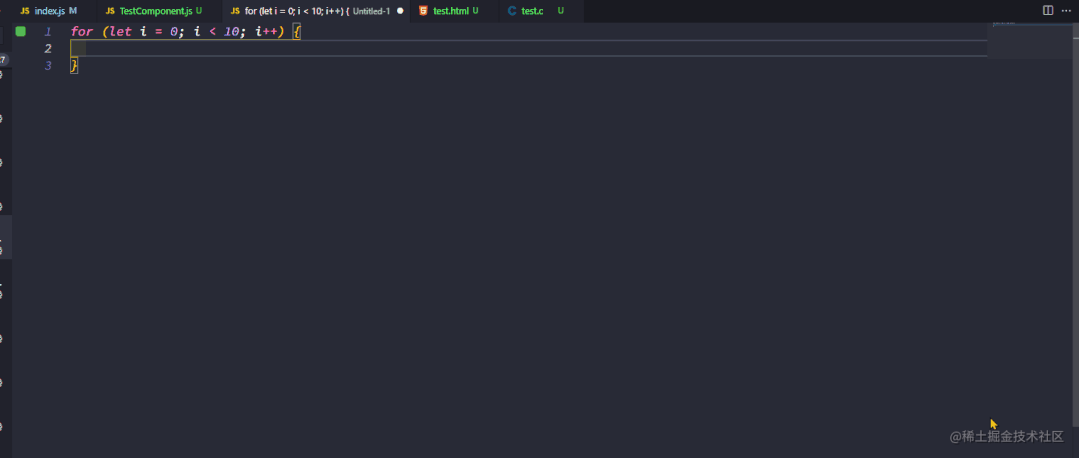 JS index.js M JS TestComponent.js U JS for (let i = 0; i < 10; i++) { Untitled-1 5 test.html U C test.c U
1 for (let i = 0; i < 10; i++) {
2
3 }
@稀土掘金技术社区